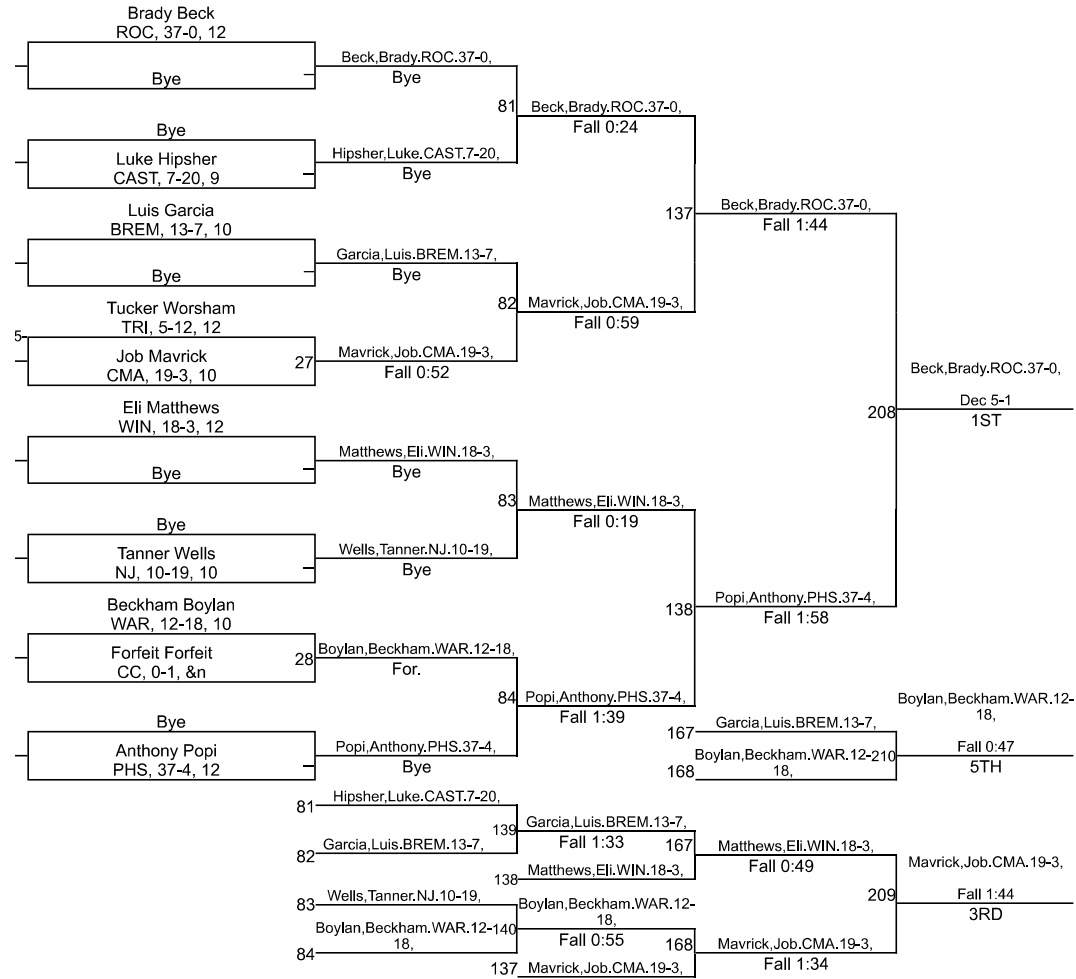 Brady Beck
ROC, 37-0, 12
Beck,Brady.ROC.37-0,
Bye
Bye
81
Beck,Brady.ROC.37-0,
Fall 0:24
Bye
Luke Hipsher
CAST, 7-20, 9
Hipsher,Luke.CAST.7-20,
Bye
Luis Garcia
BREM, 13-7, 10
137
Beck,Brady.ROC.37-0,
Fall 1:44
Garcia,Luis.BREM.13-7,
Bye
Bye
82
Mavrick,Job.CMA.19-3,
Fall 0:59
Tucker Worsham
TRI, 5-12, 12
5-
Job Mavrick
CMA, 19-3, 10
27
Mavrick,Job.CMA.19-3,
Fall 0:52
Beck,Brady.ROC.37-0,
208
Dec 5-1
1ST
Eli Matthews
WIN, 18-3, 12
Matthews,Eli.WIN.18-3,
Bye
Bye
83
Matthews,Eli.WIN.18-3,
Fall 0:19
Bye
Tanner Wells
NJ, 10-19, 10
Wells,Tanner.NJ.10-19,
Bye
Beckham Boylan
WAR, 12-18, 10
138
Popi,Anthony.PHS.37-4,
Fall 1:58
Forfeit Forfeit
CC, 0-1, &n
28
Boylan,Beckham.WAR.12-18,
For.
84
Popi,Anthony.PHS.37-4,
Fall 1:39
Bye
Anthony Popi
PHS, 37-4, 12
Popi,Anthony.PHS.37-4,
Bye
167
Garcia,Luis.BREM.13-7,
168
Boylan,Beckham.WAR.12-
18,
210
Boylan,Beckham.WAR.12-
18,
Fall 0:47
5TH
81
Hipsher,Luke.CAST.7-20,
82
Garcia,Luis.BREM.13-7,
139
Garcia,Luis.BREM.13-7,
Fall 1:33
138
Matthews,Eli.WIN.18-3,
167
Matthews,Eli.WIN.18-3,
Fall 0:49
83
Wells,Tanner.NJ.10-19,
84
Boylan,Beckham.WAR.12-
18,
140
Boylan,Beckham.WAR.12-
18,
Fall 0:55
137
Mavrick,Job.CMA.19-3,
168
Mavrick,Job.CMA.19-3,
Fall 1:34
209
Mavrick,Job.CMA.19-3,
Fall 1:44
3RD